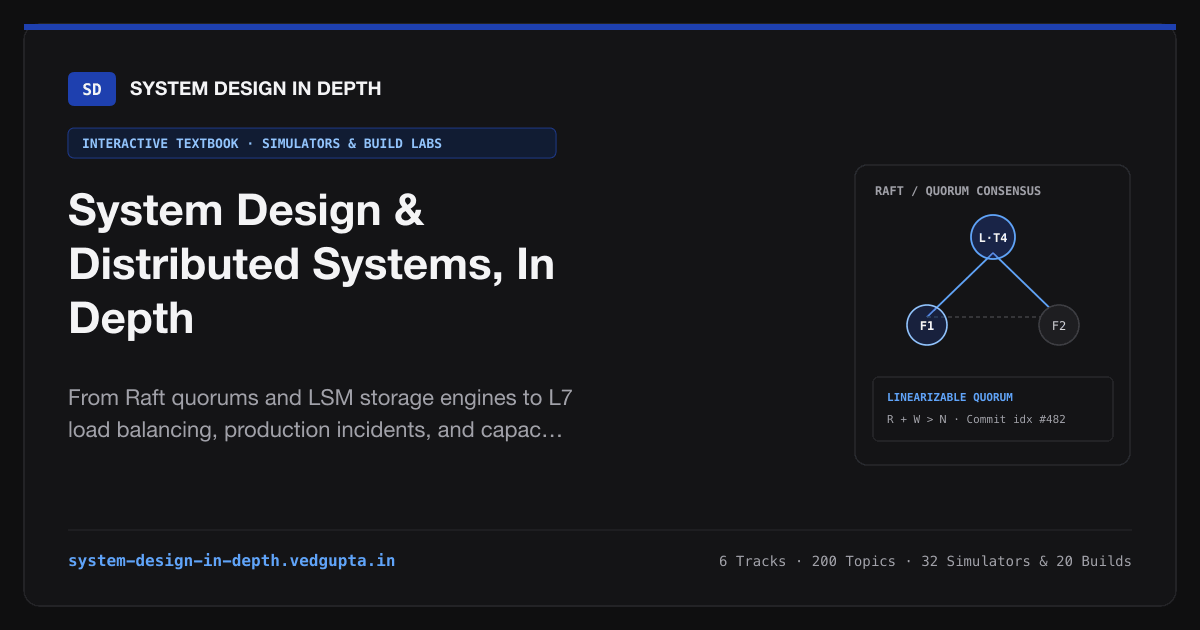 SD
SYSTEM DESIGN IN DEPTH
INTERACTIVE TEXTBOOK · SIMULATORS & BUILD LABS
System Design &
Distributed Systems, In
Depth
From Raft quorums and LSM storage engines to L7
load balancing, production incidents, and capac…
RAFT / QUORUM CONSENSUS
L·T4
F1
F2
LINEARIZABLE QUORUM
R + W > N · Commit idx #482
system-design-in-depth.vedgupta.in
6 Tracks · 200 Topics · 32 Simulators & 20 Builds